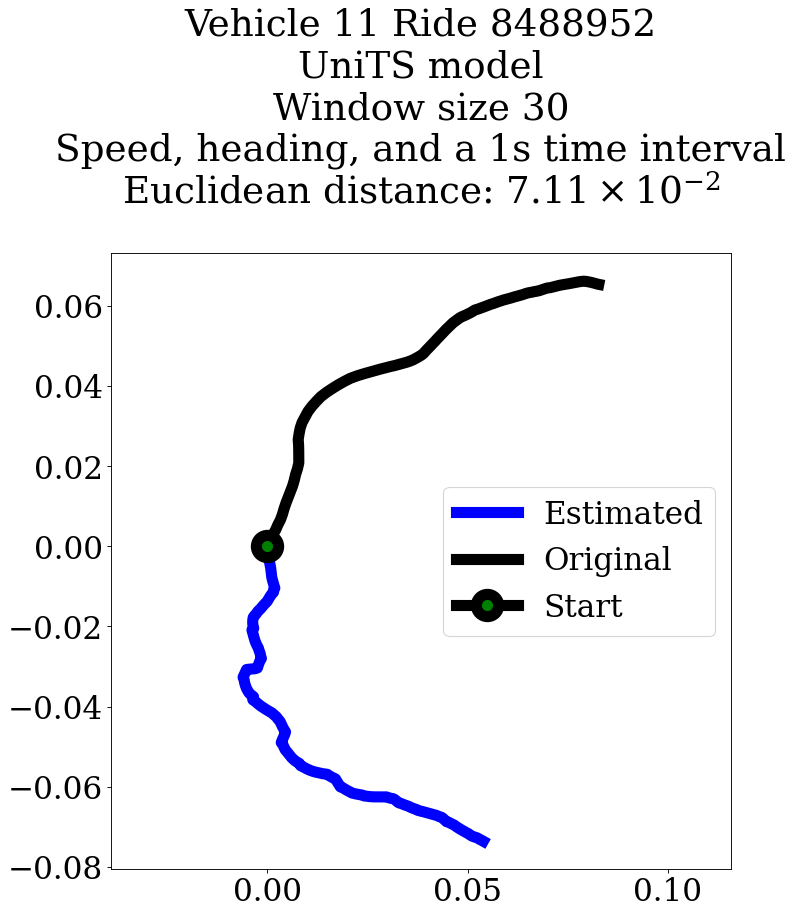 Vehicle 11 Ride 8488952
UniTS model
Window size 30
Speed, heading, and a 1s time interval
Euclidean distance: 7.11 × 10⁻²
0.06
0.04
0.02
0.00
−0.02
−0.04
−0.06
−0.08
Estimated
Original
Start
0.00 0.05 0.10